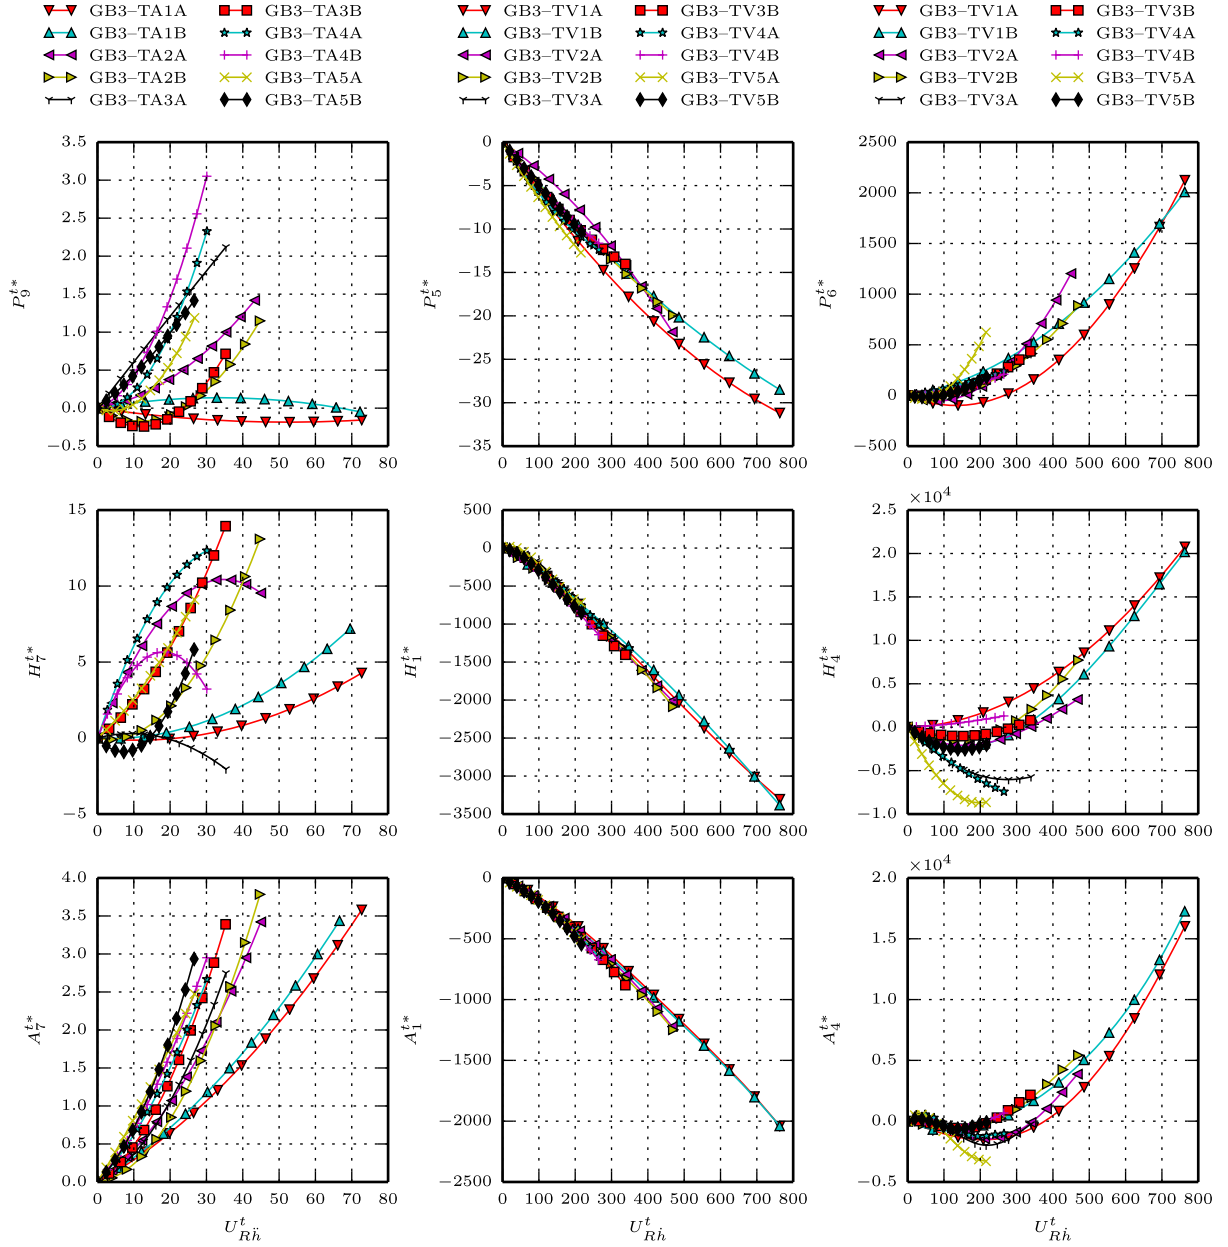 GB3–TA1A GB3–TA3B GB3–TV1A GB3–TV3B GB3–TV1A GB3–TV3B
GB3–TA1B GB3–TA4A GB3–TV1B GB3–TV4A GB3–TV1B GB3–TV4A
GB3–TA2A GB3–TA4B GB3–TV2A GB3–TV4B GB3–TV2A GB3–TV4B
GB3–TA2B GB3–TA5A GB3–TV2B GB3–TV5A GB3–TV2B GB3–TV5A
GB3–TA3A GB3–TA5B GB3–TV3A GB3–TV5B GB3–TV3A GB3–TV5B
3.5
3.0
2.5
2.0
1.5
1.0
0.5
0.0
−0.5
P₉ᵗ*
0 10 20 30 40 50 60 70 80
0
−5
−10
−15
−20
−25
−30
−35
P₅ᵗ*
0 100 200 300 400 500 600 700 800
2500
2000
1500
1000
500
0
−500
P₆ᵗ*
0 100 200 300 400 500 600 700 800
15
10
5
0
−5
H₇ᵗ*
0 10 20 30 40 50 60 70 80
500
0
−500
−1000
−1500
−2000
−2500
−3000
−3500
H₁ᵗ*
0 100 200 300 400 500 600 700 800
×10⁴
2.5
2.0
1.5
1.0
0.5
0.0
−0.5
−1.0
H₄ᵗ*
0 100 200 300 400 500 600 700 800
4.0
3.5
3.0
2.5
2.0
1.5
1.0
0.5
0.0
A₇ᵗ*
0 10 20 30 40 50 60 70 80
Uᵗ_Rḧ
0
−500
−1000
−1500
−2000
−2500
A₁ᵗ*
0 100 200 300 400 500 600 700 800
Uᵗ_Rḣ
×10⁴
2.0
1.5
1.0
0.5
0.0
−0.5
A₄ᵗ*
0 100 200 300 400 500 600 700 800
Uᵗ_Rḣ